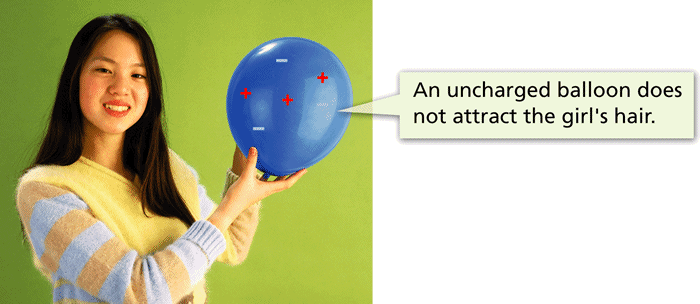 An uncharged balloon does
not attract the girl's hair.